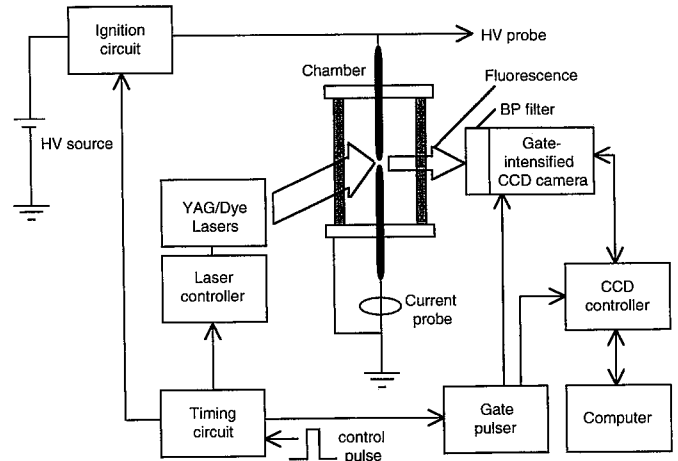 Ignition
circuit
HV probe
HV source
Chamber
Fluorescence
BP filter
Gate-
intensified
CCD camera
YAG/Dye
Lasers
Laser
controller
Current
probe
CCD
controller
Timing
circuit
control
pulse
Gate
pulser
Computer